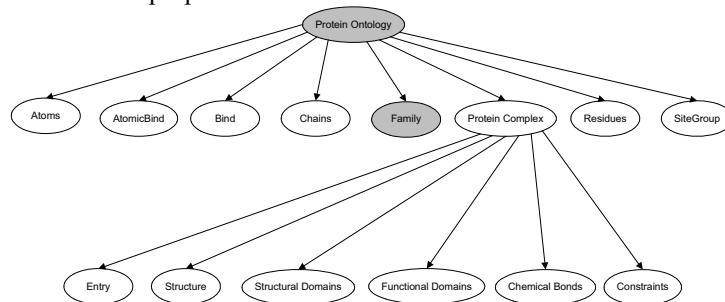 Protein Ontology
Atoms
AtomicBind
Bind
Chains
Family
Protein Complex
Residues
SiteGroup
Entry
Structure
Structural Domains
Functional Domains
Chemical Bonds
Constraints